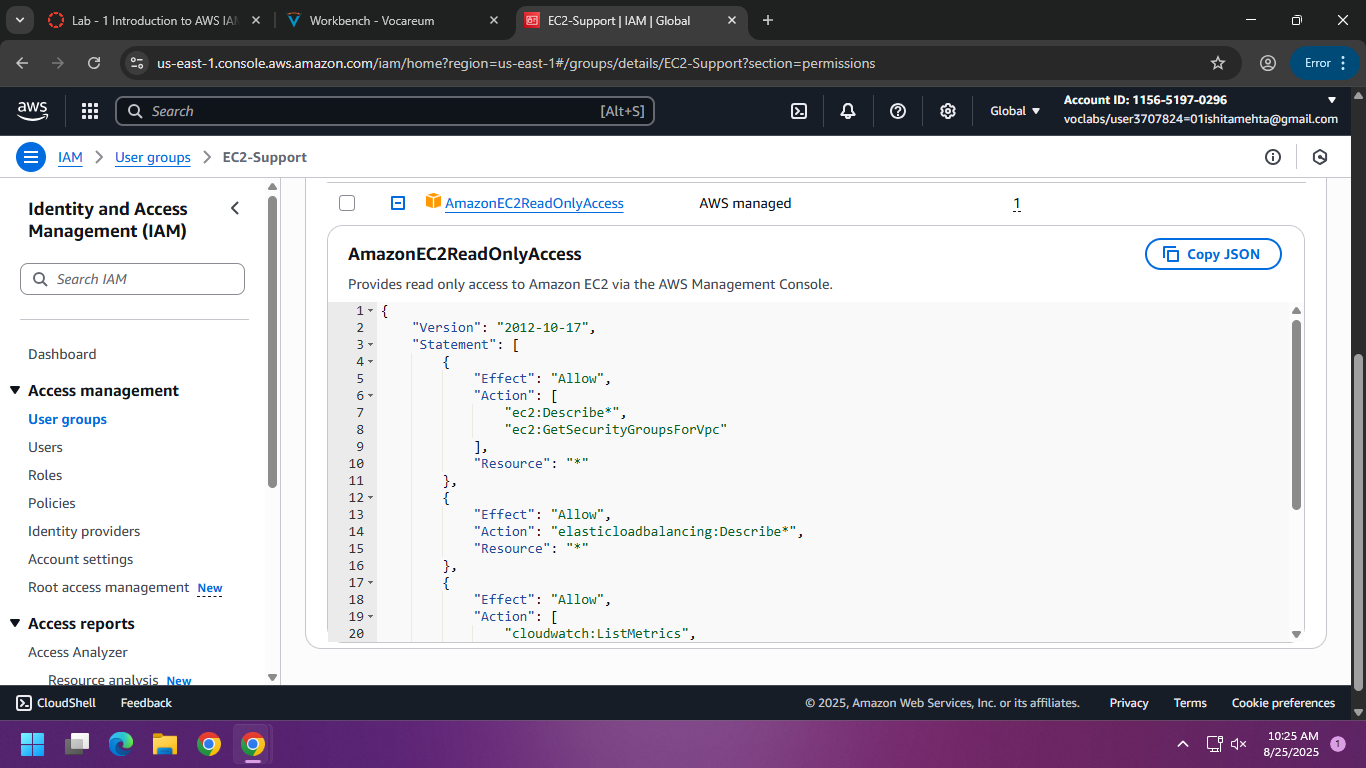 Lab - 1 Introduction to AWS IAM
Workbench - Vocareum
EC2-Support | IAM | Global
us-east-1.console.aws.amazon.com/iam/home?region=us-east-1#/groups/details/EC2-Support?section=permissions
Error
aws
Search
[Alt+S]
Global
Account ID: 1156-5197-0296
voclabs/user3707824=01ishitamehta@gmail.com
IAM > User groups > EC2-Support
Identity and Access
Management (IAM)
Search IAM
Dashboard
Access management
User groups
Users
Roles
Policies
Identity providers
Account settings
Root access management New
Access reports
Access Analyzer
Resource analysis New
AmazonEC2ReadOnlyAccess AWS managed 1
AmazonEC2ReadOnlyAccess
Copy JSON
Provides read only access to Amazon EC2 via the AWS Management Console.
1 {
2 "Version": "2012-10-17",
3 "Statement": [
4 {
5 "Effect": "Allow",
6 "Action": [
7 "ec2:Describe*",
8 "ec2:GetSecurityGroupsForVpc"
9 ],
10 "Resource": "*"
11 },
12 {
13 "Effect": "Allow",
14 "Action": "elasticloadbalancing:Describe*",
15 "Resource": "*"
16 },
17 {
18 "Effect": "Allow",
19 "Action": [
20 "cloudwatch:ListMetrics",
CloudShell Feedback
© 2025, Amazon Web Services, Inc. or its affiliates. Privacy Terms Cookie preferences
10:25 AM
8/25/2025
1